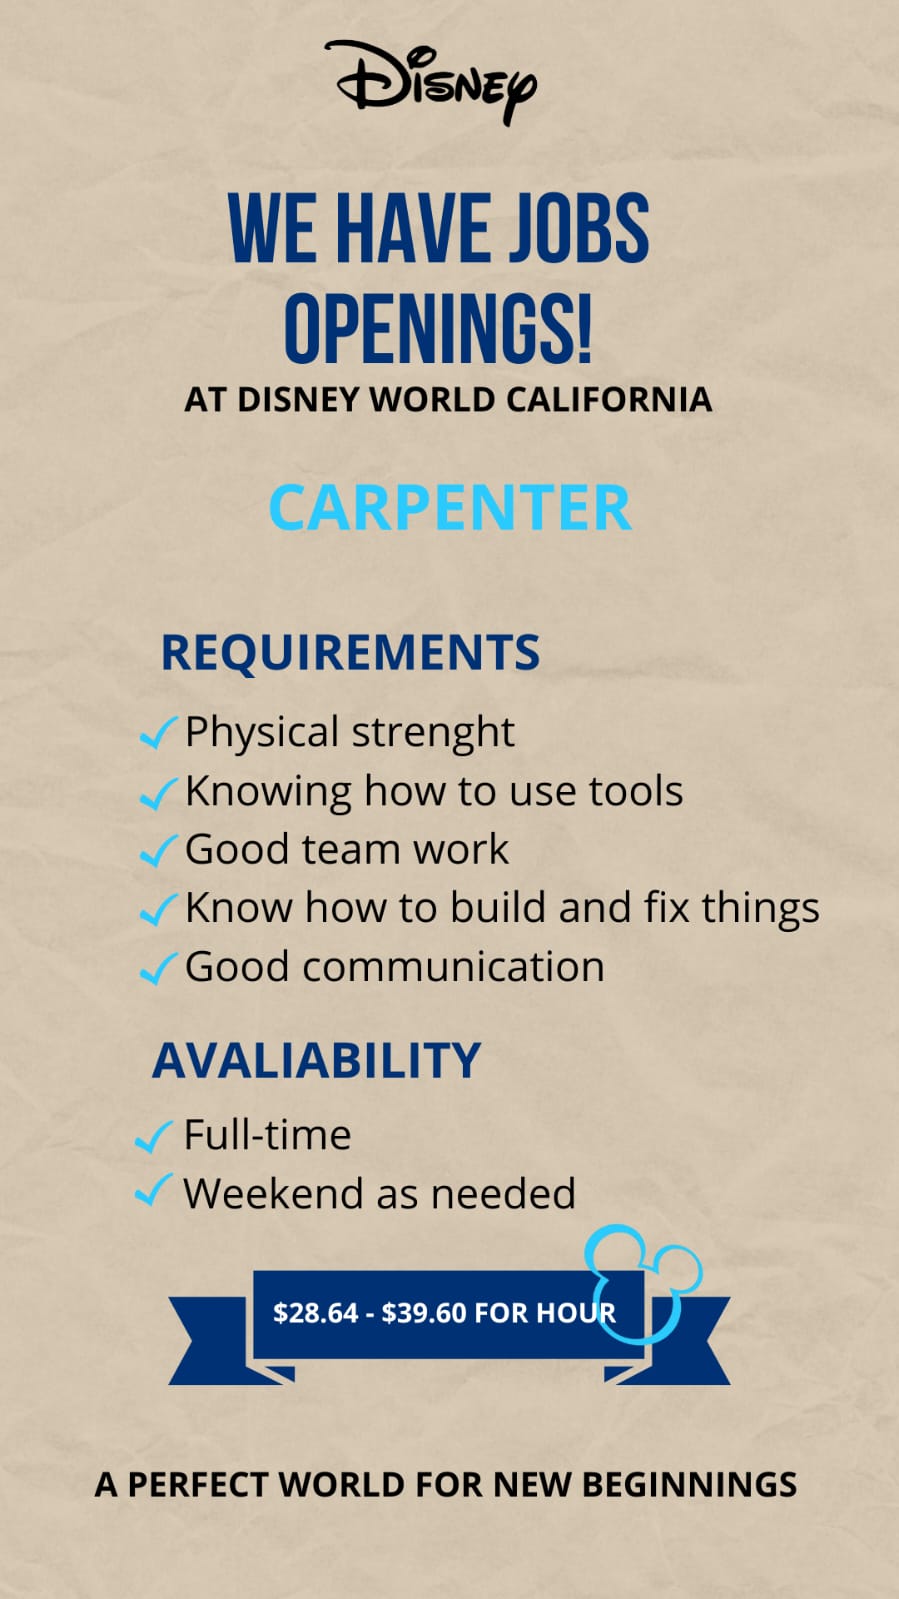 Disney
WE HAVE JOBS
OPENINGS!
AT DISNEY WORLD CALIFORNIA
CARPENTER
REQUIREMENTS
Physical strenght
Knowing how to use tools
Good team work
Know how to build and fix things
Good communication
AVALIABILITY
Full-time
Weekend as needed
$28.64 - $39.60 FOR HOUR
A PERFECT WORLD FOR NEW BEGINNINGS